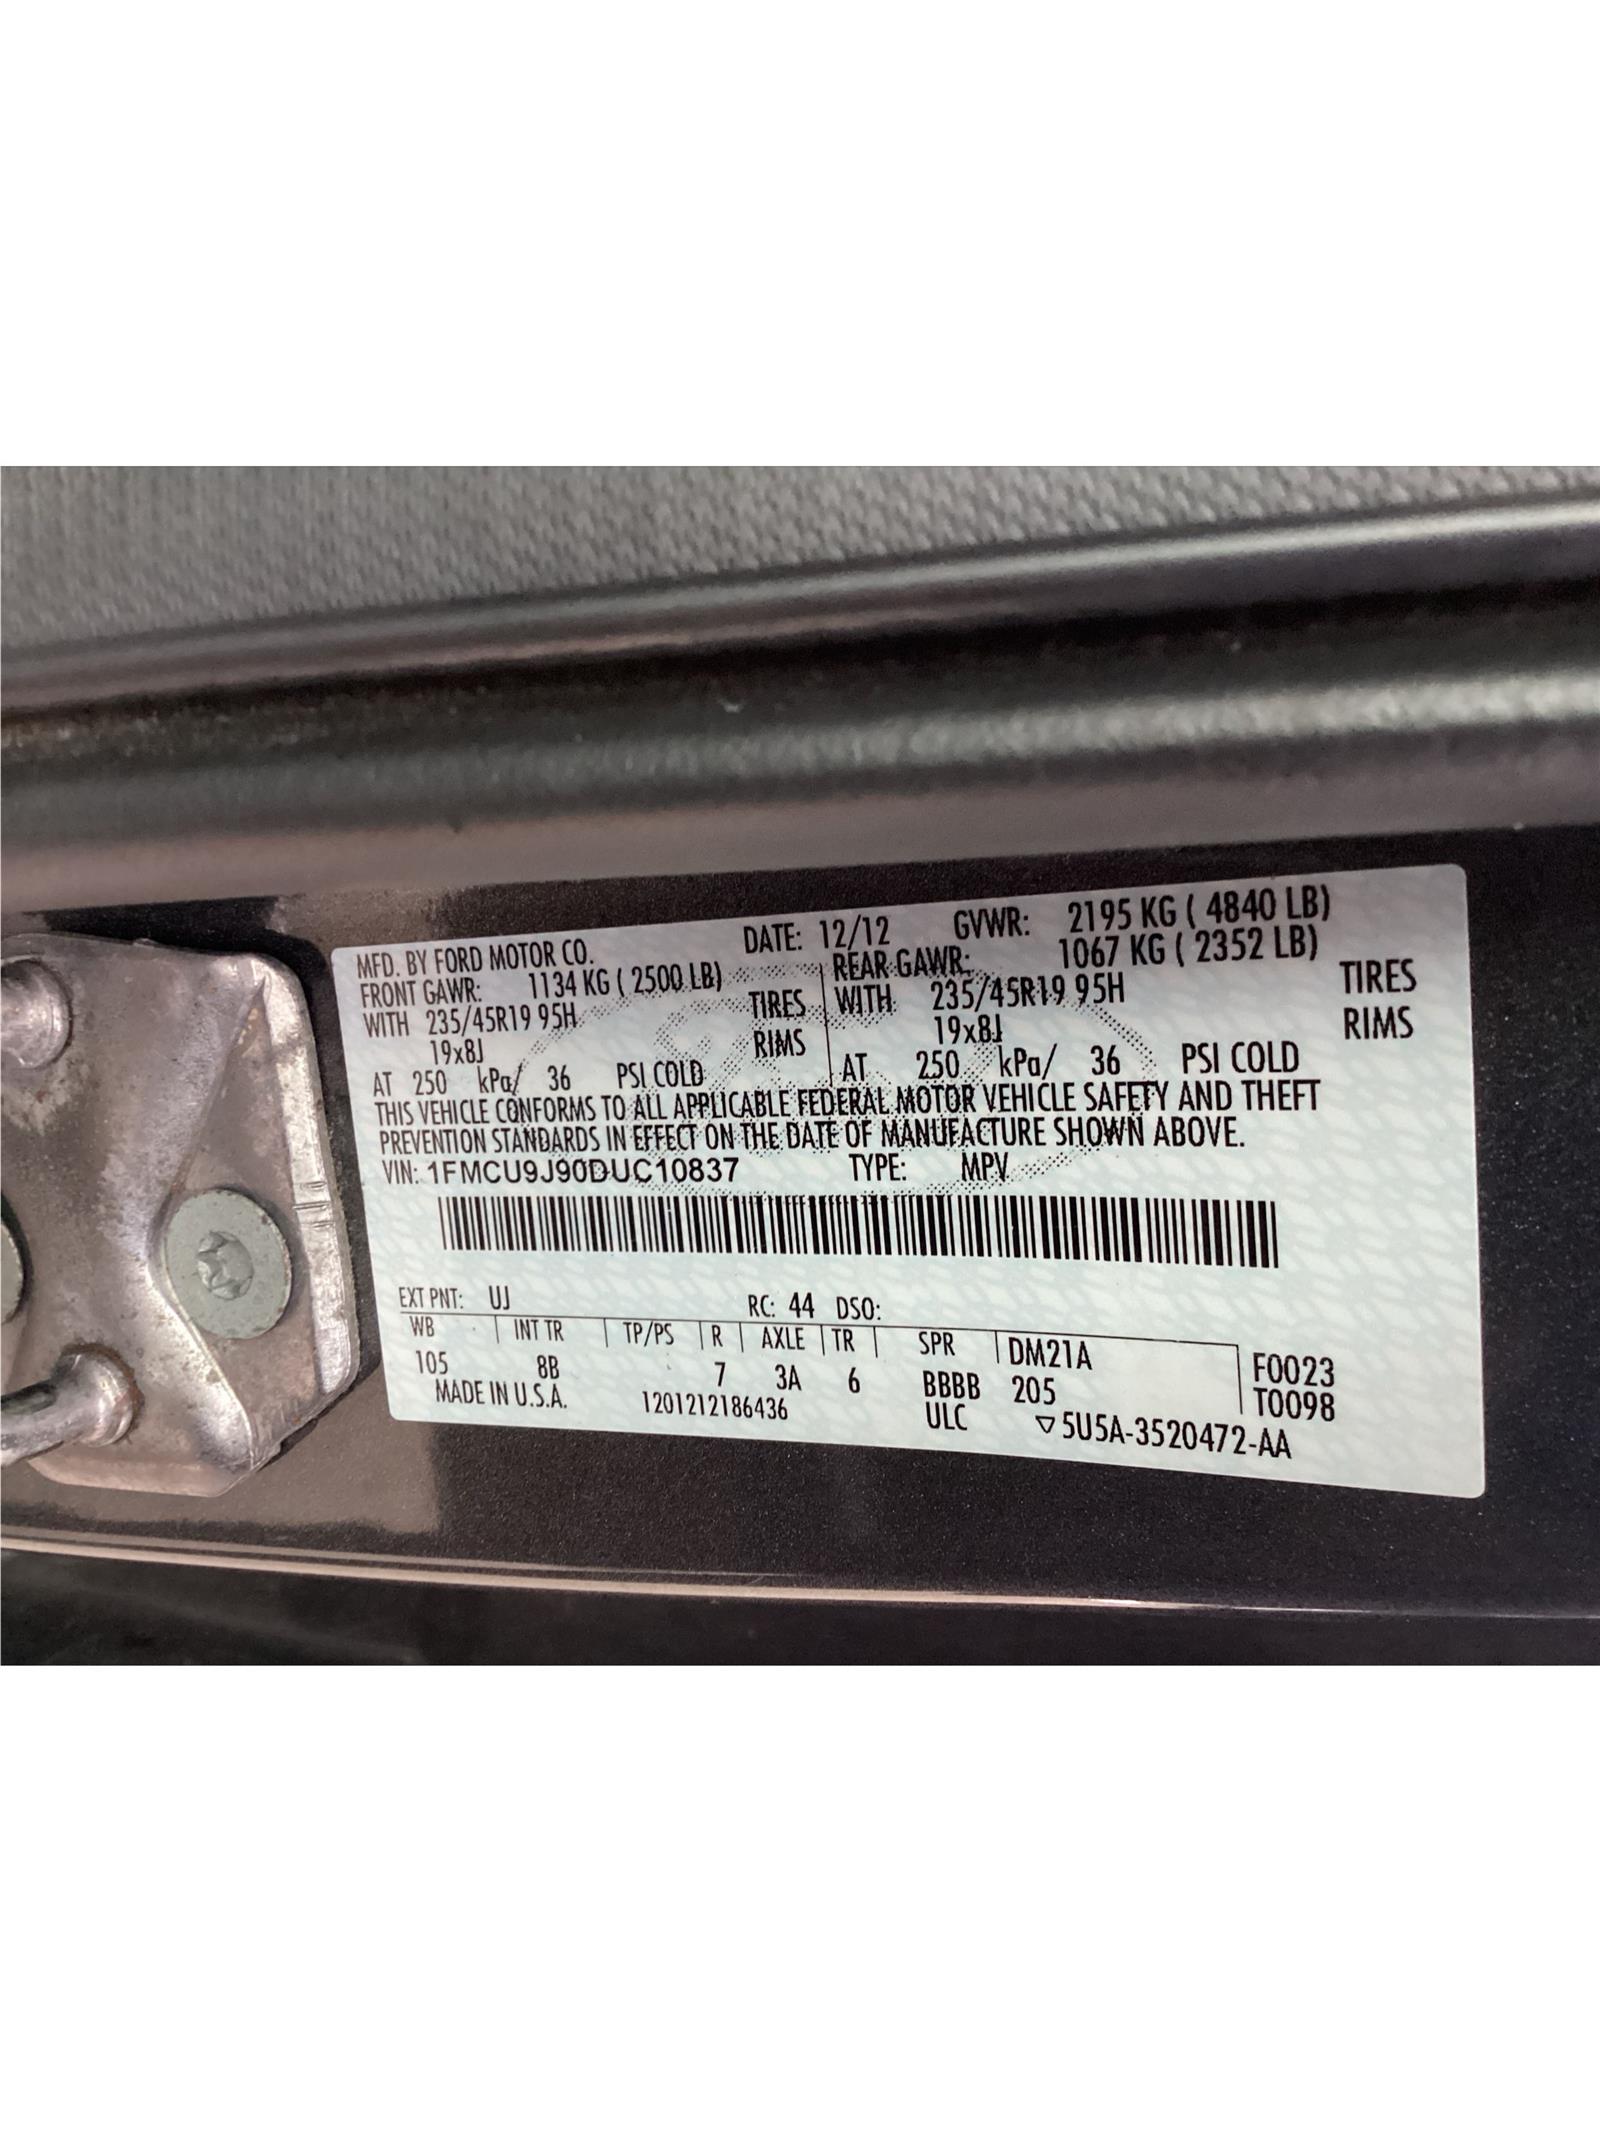 MFD. BY FORD MOTOR CO. DATE: 12/12 GVWR: 2195 KG ( 4840 LB)
FRONT GAWR: 1134 KG ( 2500 LB) REAR GAWR: 1067 KG ( 2352 LB)
WITH 235/45R19 95H TIRES WITH 235/45R19 95H TIRES
19x8J RIMS 19x8J RIMS
AT 250 kPa/ 36 PSI COLD AT 250 kPa/ 36 PSI COLD
THIS VEHICLE CONFORMS TO ALL APPLICABLE FEDERAL MOTOR VEHICLE SAFETY AND THEFT
PREVENTION STANDARDS IN EFFECT ON THE DATE OF MANUFACTURE SHOWN ABOVE.
VIN: 1FMCU9J90DUC10837 TYPE: MPV
EXT PNT: UJ RC: 44 DSO:
WB INT TR TP/PS R AXLE TR SPR DM21A F0023
105 8B 7 3A 6 BBBB 205 T0098
MADE IN U.S.A. 1201212186436 ULC ▽5U5A-3520472-AA